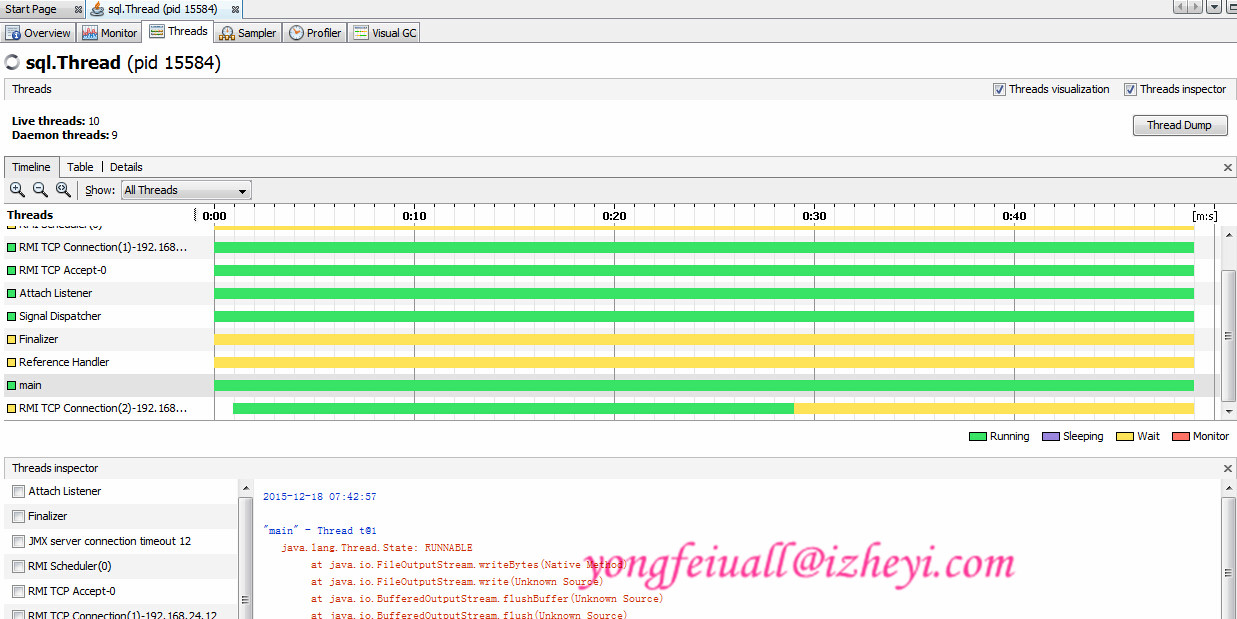 Start Page sql.Thread (pid 15584)
Overview Monitor Threads Sampler Profiler Visual GC
sql.Thread (pid 15584)
Threads Threads visualization Threads inspector
Live threads: 10
Daemon threads: 9
Thread Dump
Timeline Table Details
Show: All Threads
Threads 0:00 0:10 0:20 0:30 0:40 [m:s]
RMI Scheduler(0)
RMI TCP Connection(1)-192.168...
RMI TCP Accept-0
Attach Listener
Signal Dispatcher
Finalizer
Reference Handler
main
RMI TCP Connection(2)-192.168...
Running Sleeping Wait Monitor
Threads inspector
Attach Listener
Finalizer
JMX server connection timeout 12
RMI Scheduler(0)
RMI TCP Accept-0
RMI TCP Connection(1)-192.168.24.12
2015-12-18 07:42:57
"main" - Thread t@1
java.lang.Thread.State: RUNNABLE
at java.io.FileOutputStream.writeBytes(Native Method)
at java.io.FileOutputStream.write(Unknown Source)
at java.io.BufferedOutputStream.flushBuffer(Unknown Source)
at java.io.BufferedOutputStream.flush(Unknown Source)
yongfeiuall@izheyi.com